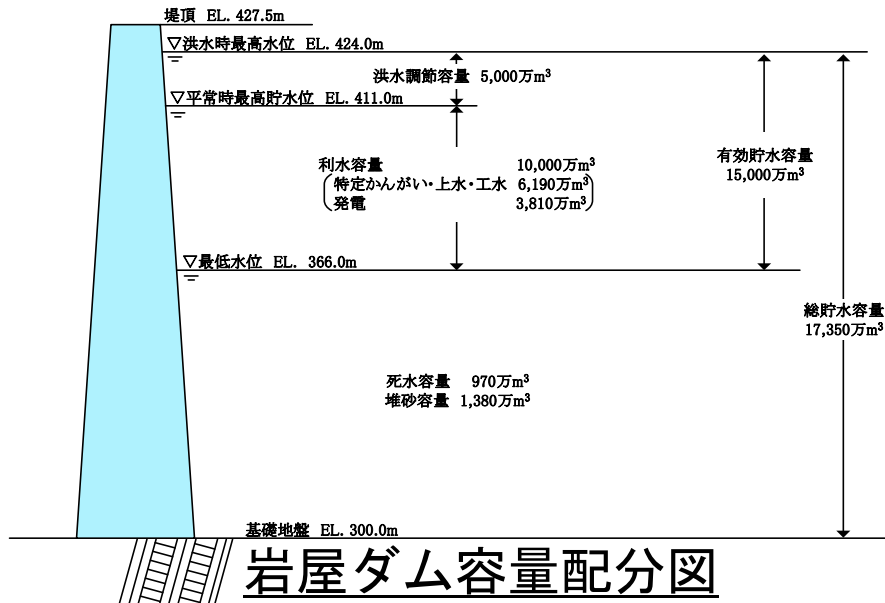 堤頂 EL. 427.5m
▽洪水時最高水位 EL. 424.0m
洪水調節容量 5,000万m³
▽平常時最高貯水位 EL. 411.0m
利水容量 10,000万m³
特定かんがい・上水・工水 6,190万m³
発電 3,810万m³
有効貯水容量
15,000万m³
▽最低水位 EL. 366.0m
総貯水容量
17,350万m³
死水容量 970万m³
堆砂容量 1,380万m³
基礎地盤 EL. 300.0m
岩屋ダム容量配分図